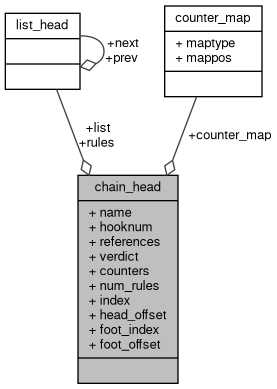 list_head
+next
+prev
counter_map
+ maptype
+ mappos
+list
+rules
+counter_map
chain_head
+ name
+ hooknum
+ references
+ verdict
+ counters
+ num_rules
+ index
+ head_offset
+ foot_index
+ foot_offset